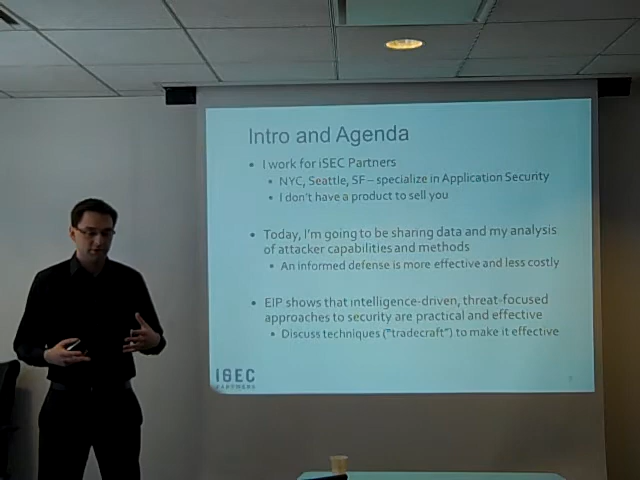 Intro and Agenda
• I work for iSEC Partners
• NYC, Seattle, SF – specialize in Application Security
• I don't have a product to sell you
• Today, I'm going to be sharing data and my analysis
of attacker capabilities and methods
• An informed defense is more effective and less costly
• EIP shows that intelligence-driven, threat-focused
approaches to security are practical and effective
• Discuss techniques ("tradecraft") to make it effective
iSEC
PARTNERS